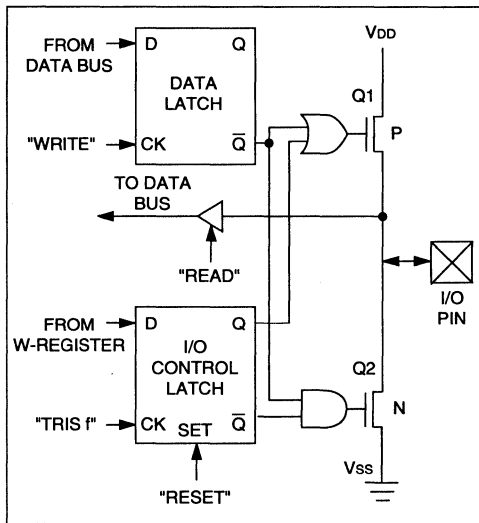 FROM
DATA BUS
D
Q
DATA
LATCH
"WRITE"
CK
Q̅
TO DATA
BUS
"READ"
VDD
Q1
P
I/O
PIN
FROM
W-REGISTER
D
Q
I/O
CONTROL
LATCH
"TRIS f"
CK
SET
Q̅
"RESET"
Q2
N
VSS